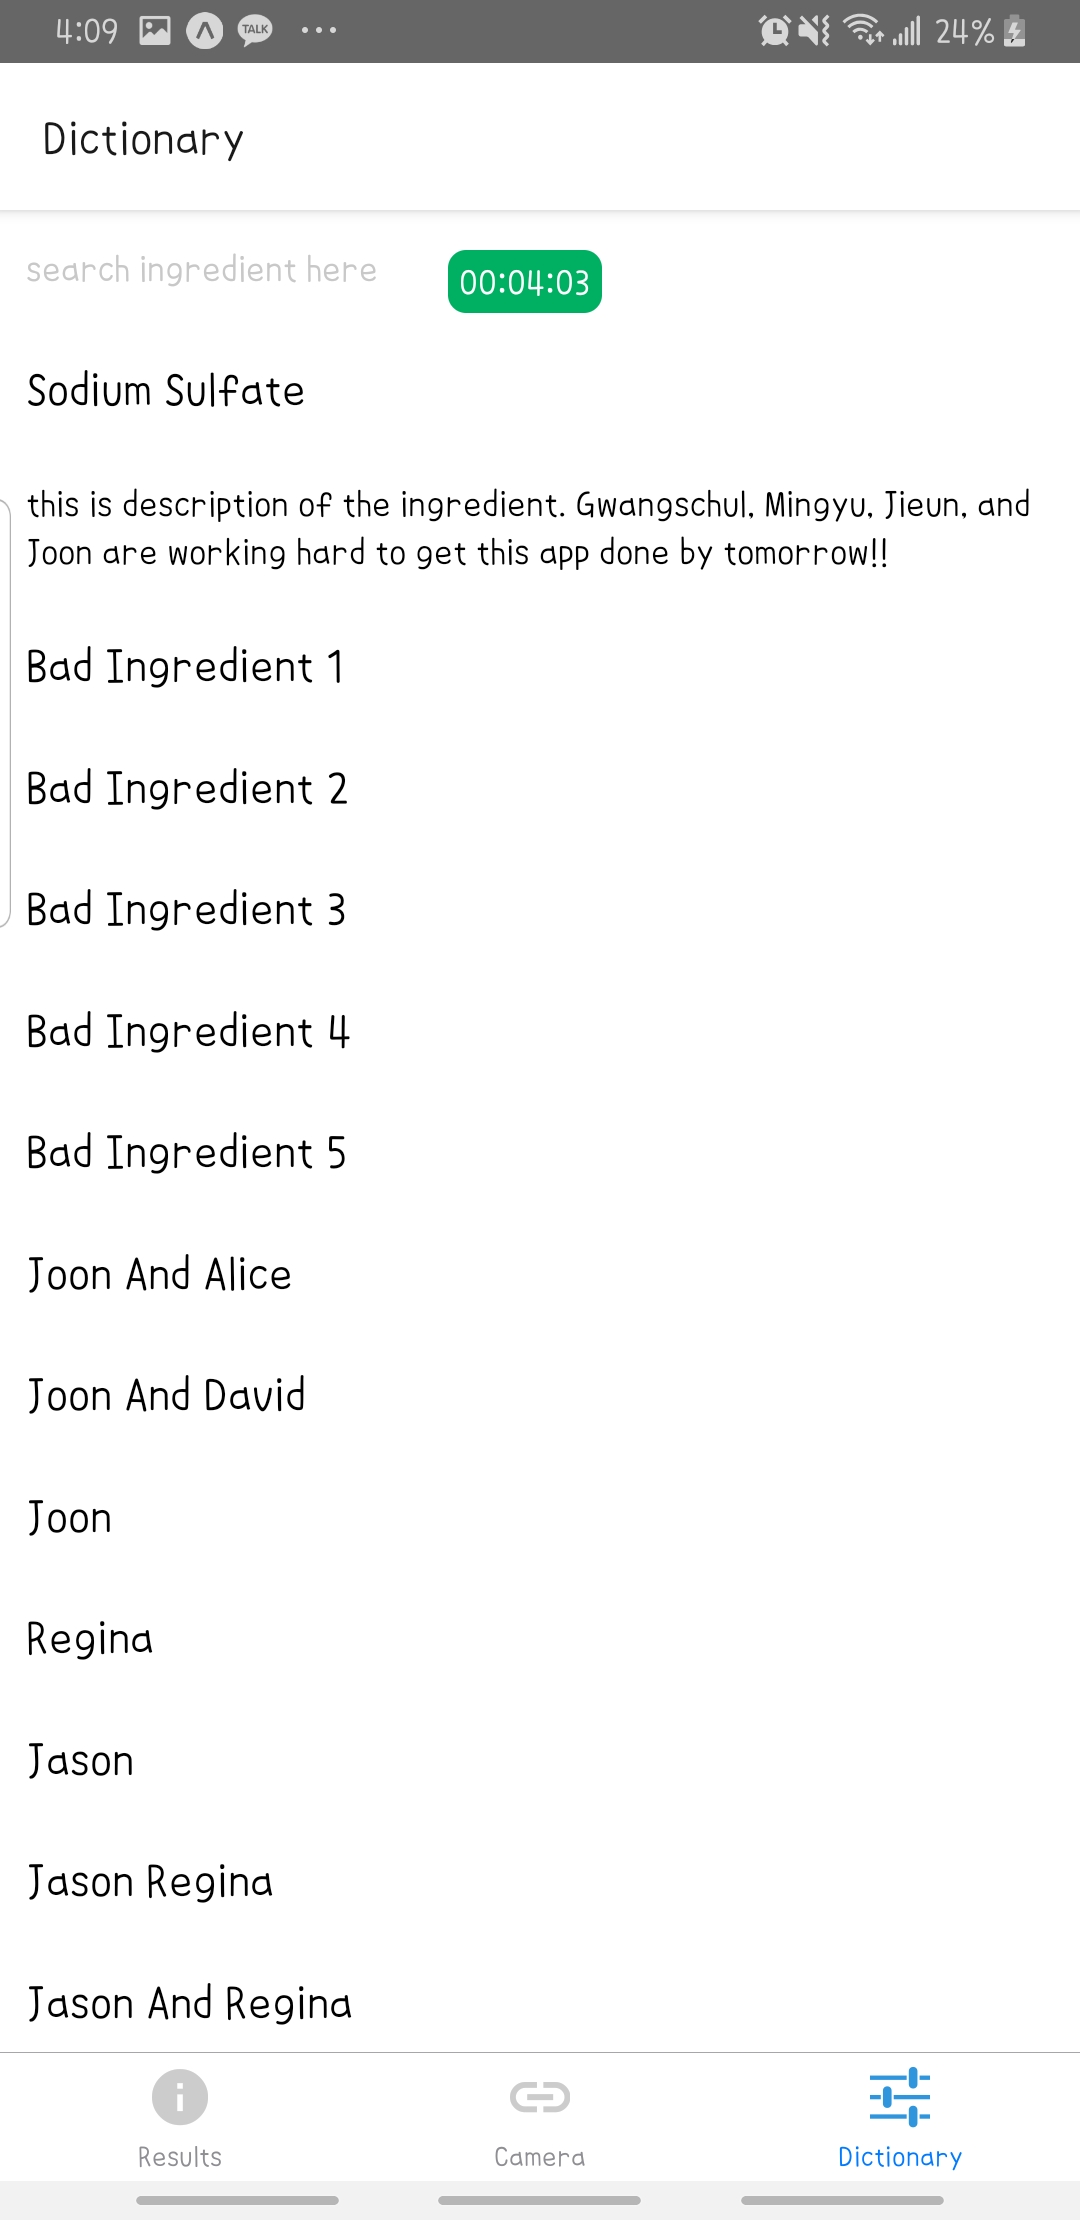 4:09 TALK 24%
Dictionary
search ingredient here
00:04:03
Sodium Sulfate
this is description of the ingredient. Gwangschul, Mingyu, Jieun, and
Joon are working hard to get this app done by tomorrow!!
Bad Ingredient 1
Bad Ingredient 2
Bad Ingredient 3
Bad Ingredient 4
Bad Ingredient 5
Joon And Alice
Joon And David
Joon
Regina
Jason
Jason Regina
Jason And Regina
Results Camera Dictionary